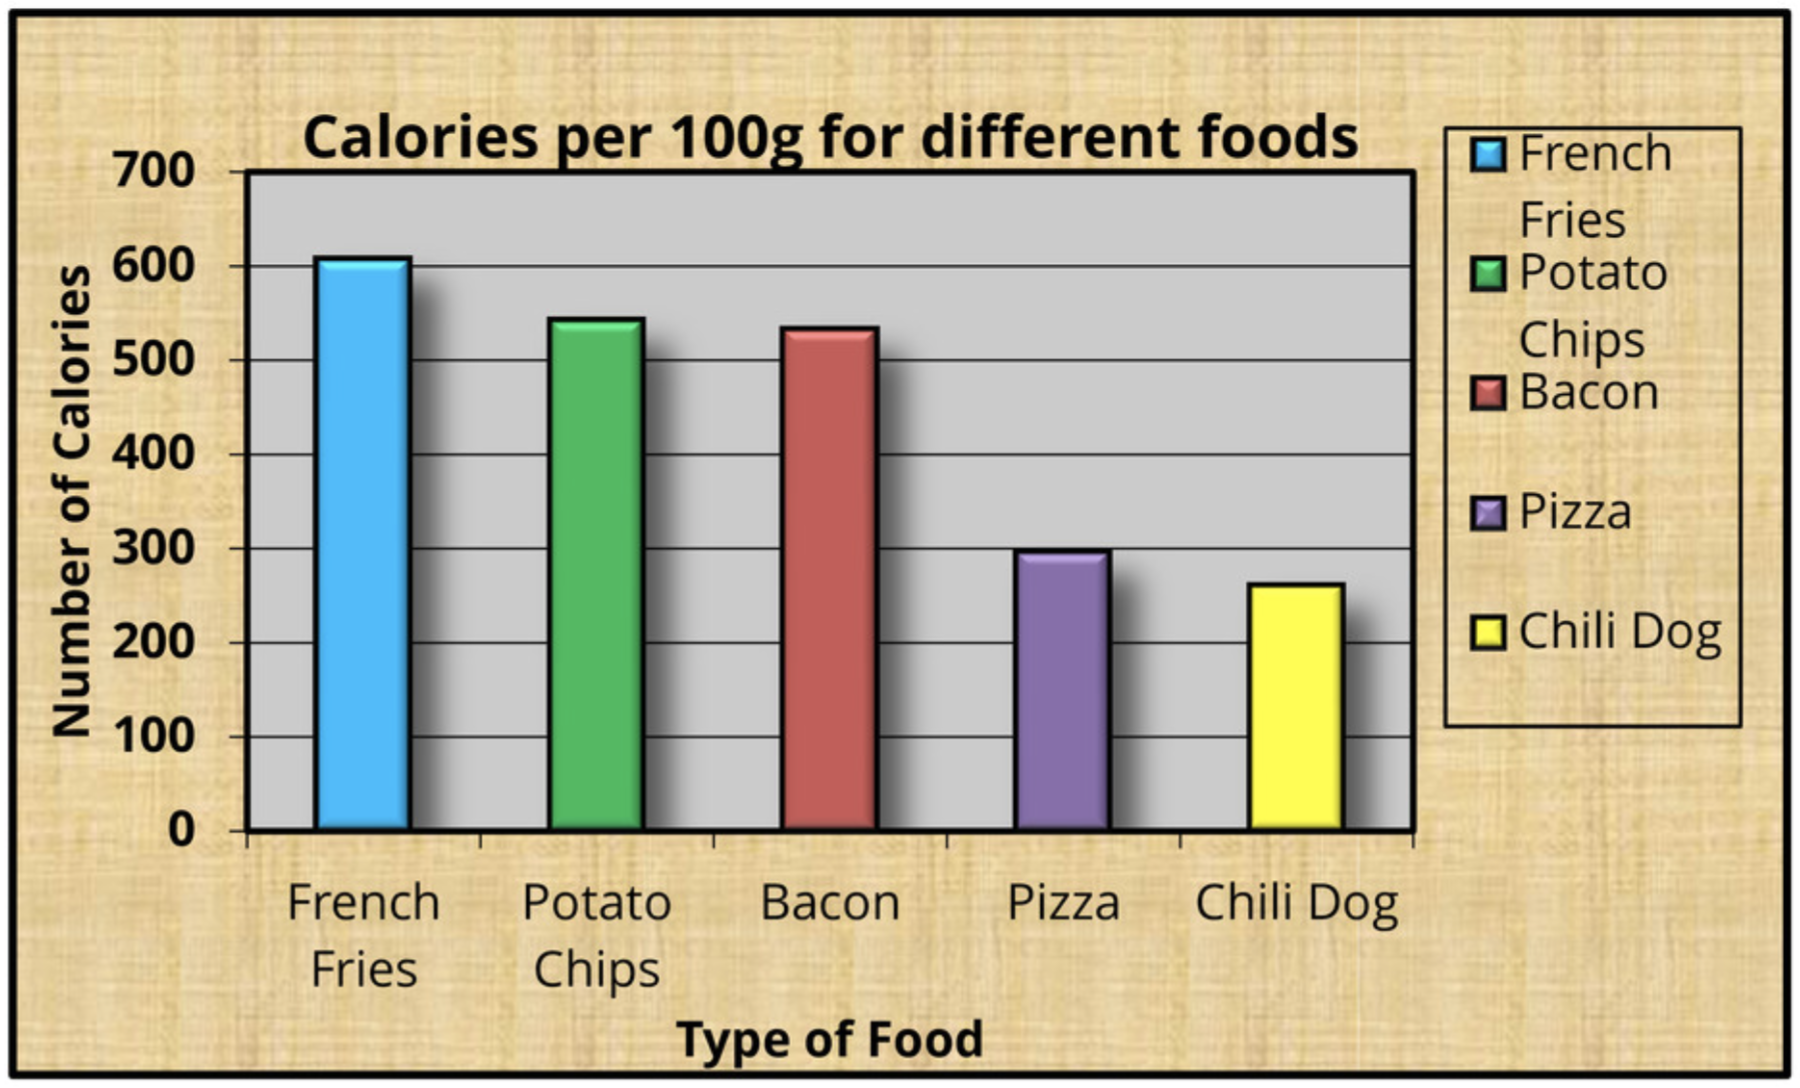 Calories per 100g for different foods
700
600
500
400
300
200
100
0
Number of Calories
French
Fries
Potato
Chips
Bacon
Pizza
Chili Dog
Type of Food
French
Fries
Potato
Chips
Bacon
Pizza
Chili Dog